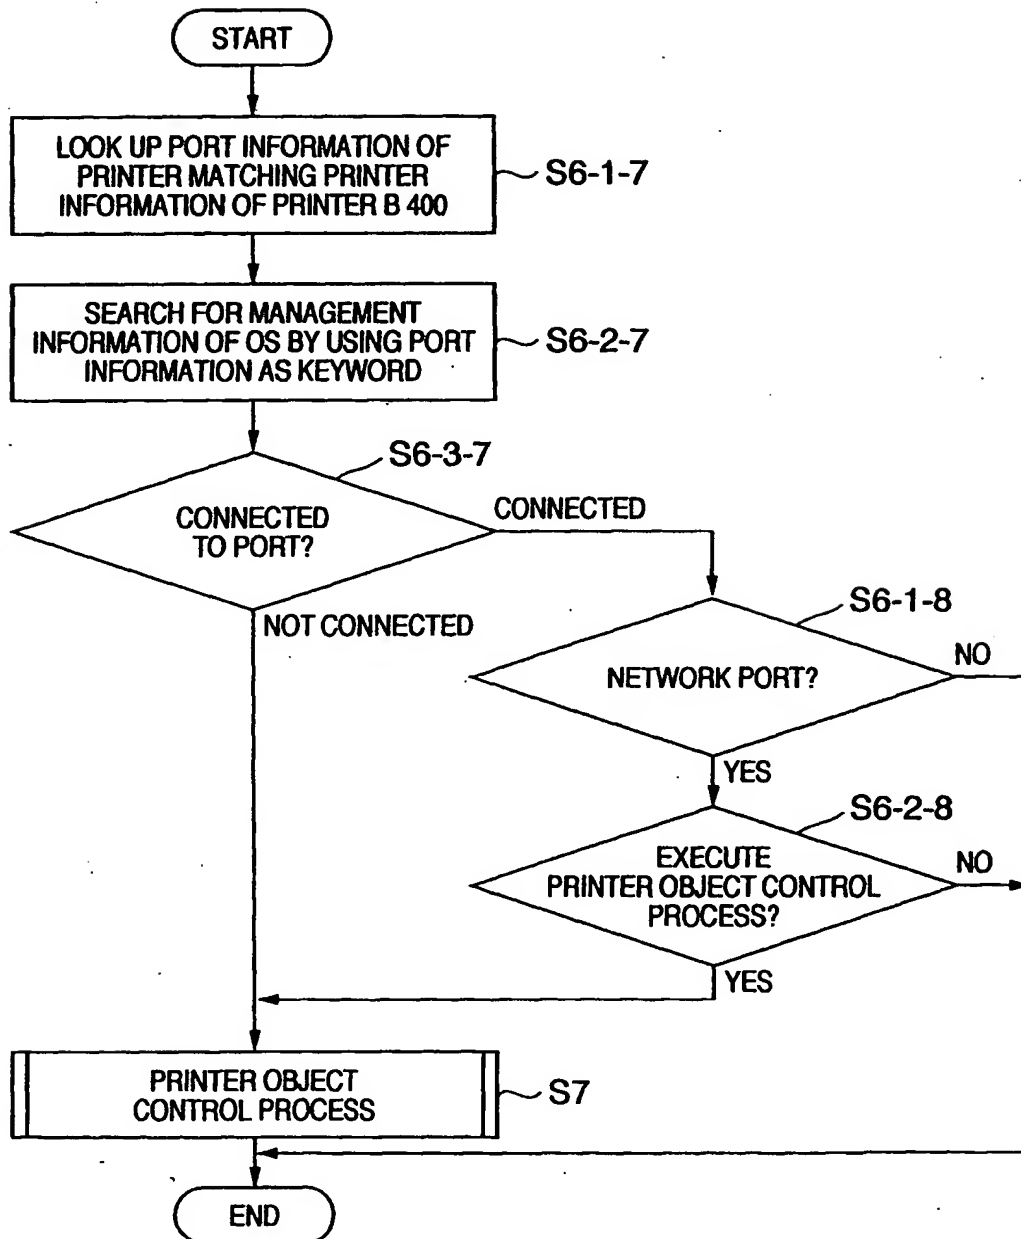 START
LOOK UP PORT INFORMATION OF
PRINTER MATCHING PRINTER
INFORMATION OF PRINTER B 400
S6-1-7
SEARCH FOR MANAGEMENT
INFORMATION OF OS BY USING PORT
INFORMATION AS KEYWORD
S6-2-7
S6-3-7
CONNECTED
TO PORT?
CONNECTED
NOT CONNECTED
S6-1-8
NETWORK PORT?
NO
YES
S6-2-8
EXECUTE
PRINTER OBJECT CONTROL
PROCESS?
NO
YES
PRINTER OBJECT
CONTROL PROCESS
S7
END